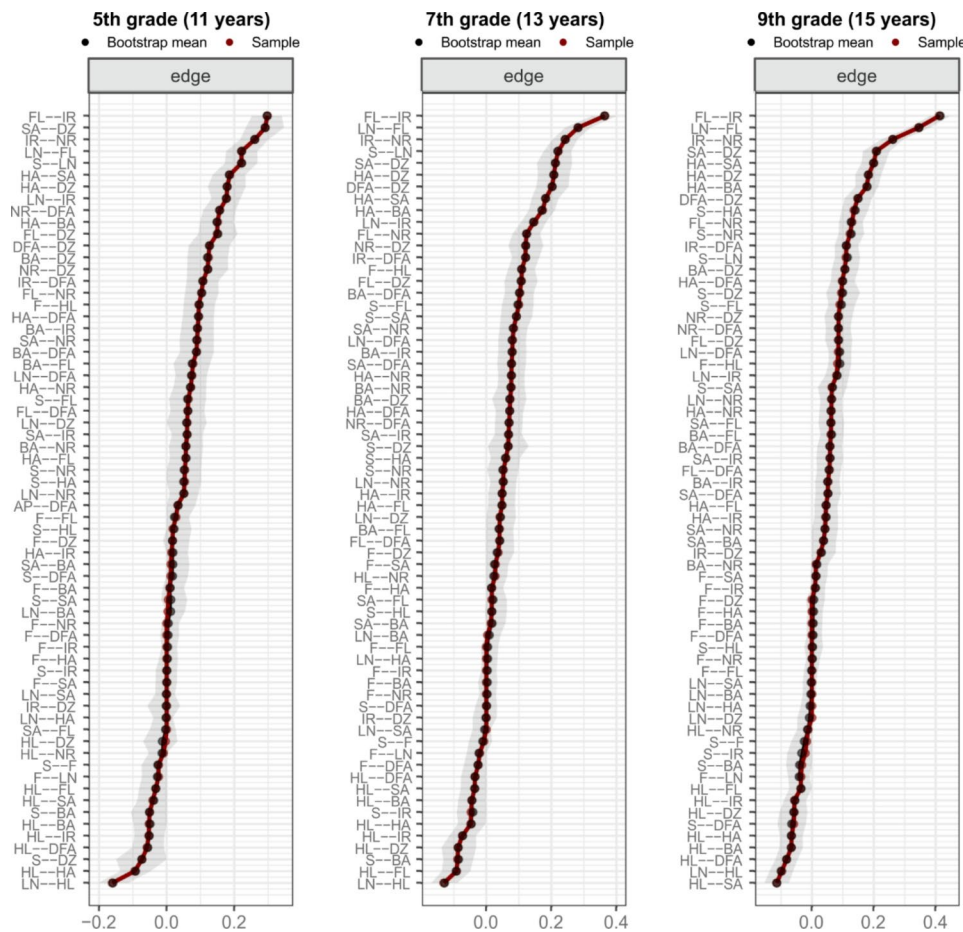 5th grade (11 years)
Bootstrap mean Sample
edge
FL--IR
SA--DZ
IR--NR
LN--FL
S--LN
HA--SA
HA--DZ
LN--IR
NR--DFA
HA--BA
FL--DZ
DFA--DZ
BA--DZ
NR--DZ
IR--DFA
FL--NR
F--HL
HA--DFA
BA--IR
SA--NR
BA--DFA
BA--FL
LN--DFA
HA--NR
S--FL
FL--DFA
LN--DZ
SA--IR
BA--NR
HA--FL
S--NR
S--HA
LN--NR
AP--DFA
F--FL
S--HL
F--DZ
HA--IR
SA--BA
S--DFA
F--BA
S--SA
LN--BA
F--NR
F--DFA
F--IR
F--HA
S--IR
F--SA
LN--SA
IR--DZ
LN--HA
SA--FL
HL--DZ
HL--NR
S--F
F--LN
HL--FL
HL--SA
S--BA
HL--BA
HL--IR
HL--DFA
S--DZ
HL--HA
LN--HL
−0.2 0.0 0.2
7th grade (13 years)
Bootstrap mean Sample
edge
FL--IR
LN--FL
IR--NR
S--LN
SA--DZ
HA--DZ
DFA--DZ
HA--SA
HA--BA
LN--IR
FL--NR
NR--DZ
IR--DFA
F--HL
FL--DZ
BA--DFA
S--FL
S--SA
SA--NR
LN--DFA
BA--IR
SA--DFA
HA--NR
BA--NR
BA--DZ
HA--DFA
NR--DFA
SA--IR
S--DZ
S--HA
S--NR
LN--NR
HA--IR
HA--FL
LN--DZ
BA--FL
FL--DFA
F--DZ
F--SA
HL--NR
F--HA
SA--FL
S--HL
SA--BA
LN--BA
F--FL
LN--HA
F--IR
F--BA
F--NR
S--DFA
IR--DZ
LN--SA
S--F
F--LN
F--DFA
HL--DFA
HL--SA
HL--BA
S--IR
HL--HA
HL--IR
HL--DZ
S--BA
HL--FL
LN--HL
0.0 0.2 0.4
9th grade (15 years)
Bootstrap mean Sample
edge
FL--IR
LN--FL
IR--NR
SA--DZ
HA--SA
HA--DZ
HA--BA
DFA--DZ
S--HA
FL--NR
S--NR
IR--DFA
S--LN
BA--DZ
HA--DFA
S--DZ
S--FL
NR--DZ
NR--DFA
FL--DZ
LN--DFA
F--HL
LN--IR
S--SA
LN--NR
HA--NR
SA--FL
BA--FL
BA--DFA
SA--IR
FL--DFA
BA--IR
SA--DFA
HA--FL
HA--IR
SA--NR
SA--BA
IR--DZ
BA--NR
F--SA
F--IR
F--DZ
F--HA
F--BA
F--DFA
S--HL
F--NR
F--FL
LN--SA
LN--BA
LN--HA
LN--DZ
HL--NR
S--F
S--IR
S--BA
F--LN
HL--FL
HL--IR
HL--DZ
S--DFA
HL--HA
HL--BA
HL--DFA
LN--HL
HL--SA
0.0 0.2 0.4